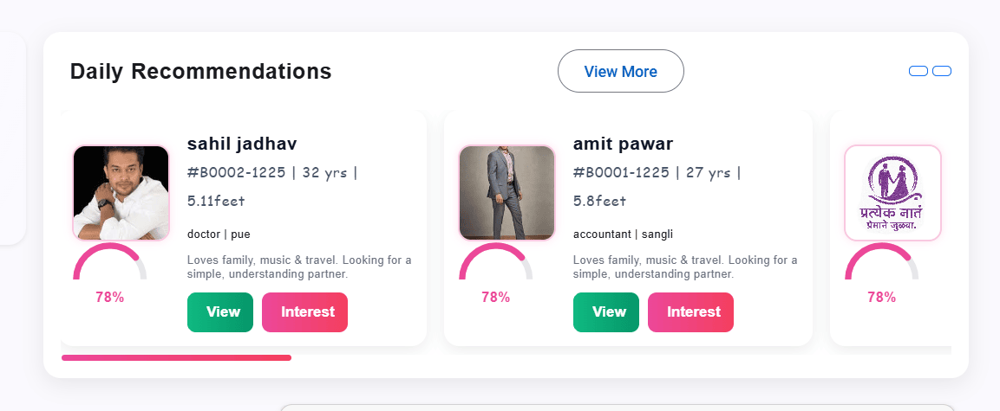 Daily Recommendations
View More
sahil jadhav
#B0002-1225 | 32 yrs |
5.11feet
doctor | pue
Loves family, music & travel. Looking for a
simple, understanding partner.
78%
View
Interest
amit pawar
#B0001-1225 | 27 yrs |
5.8feet
accountant | sangli
Loves family, music & travel. Looking for a
simple, understanding partner.
78%
View
Interest
प्रत्येक नातं
प्रेमाने जुळवा.
78%